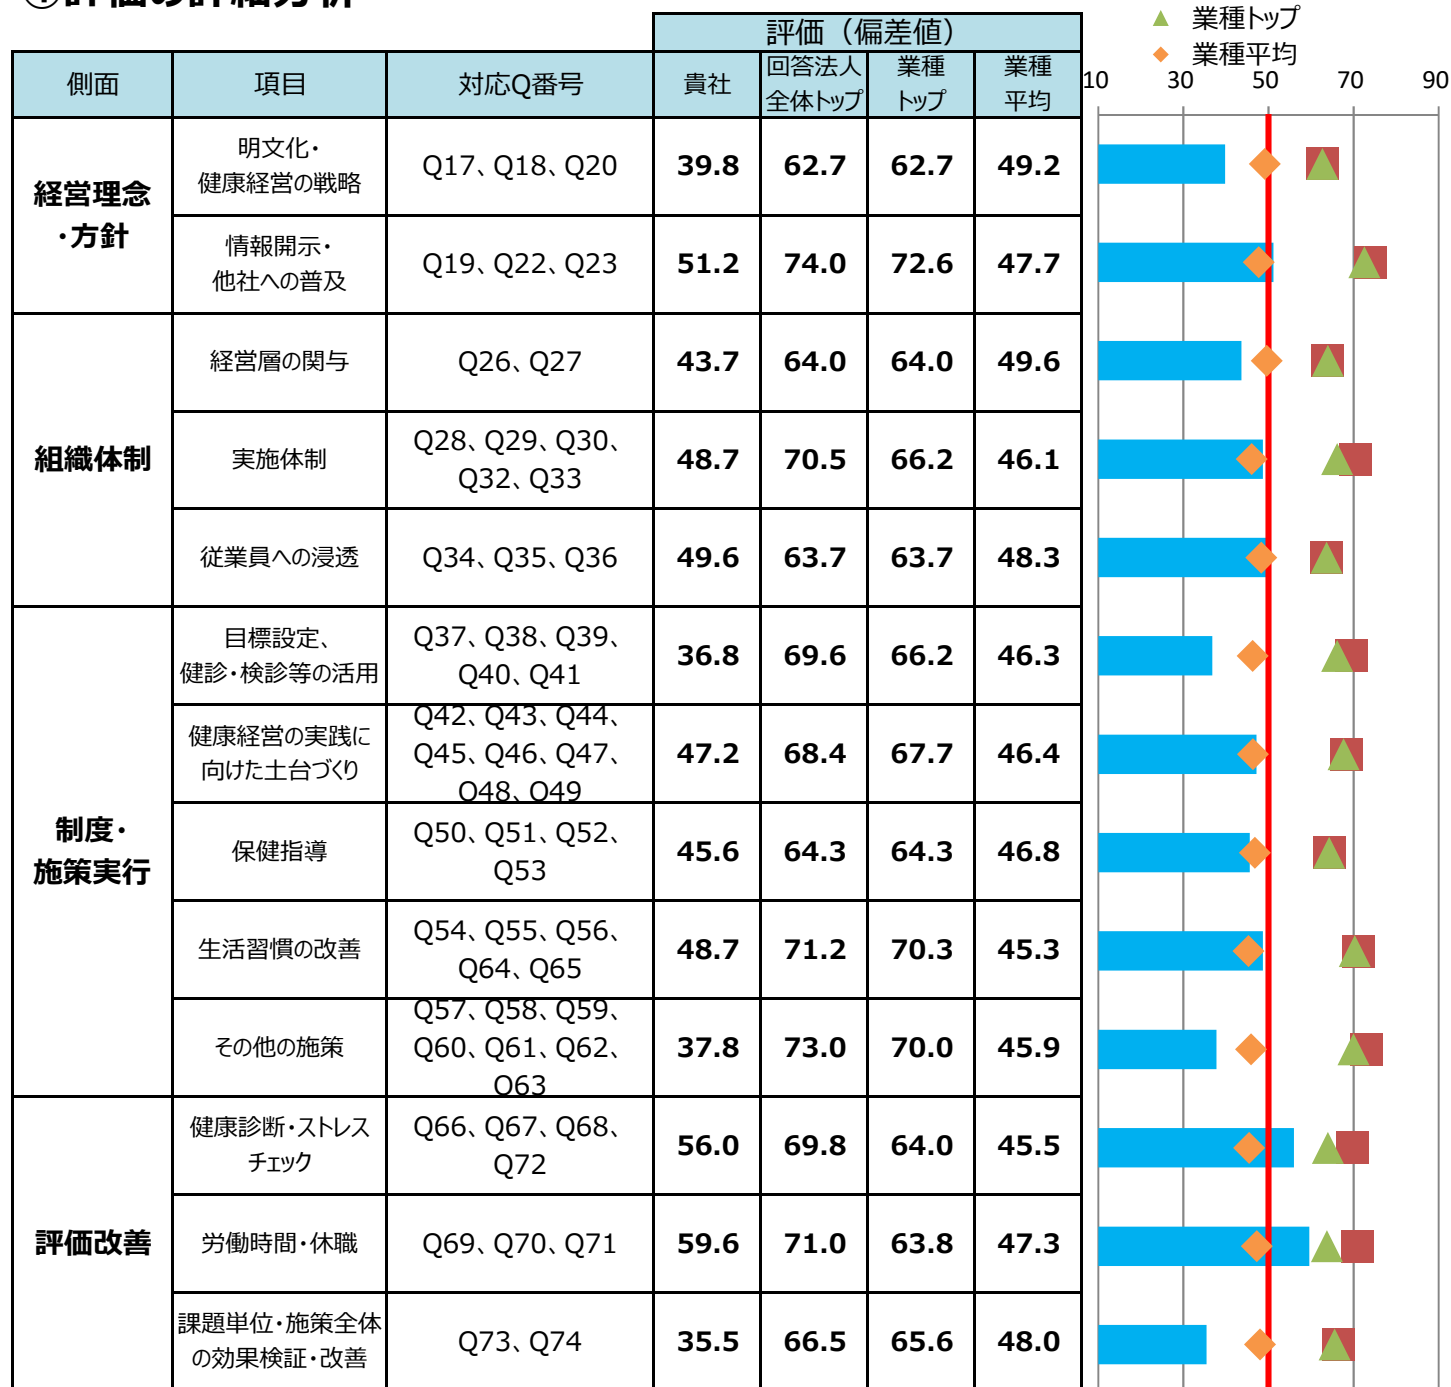 ①評価の詳細分析
業種トップ
業種平均
評価（偏差値）
側面 項目 対応Q番号 貴社 回答法人 業種 業種
全体トップ トップ 平均
10 30 50 70 90
経営理念
・方針
明文化・
健康経営の戦略
Q17、Q18、Q20 39.8 62.7 62.7 49.2
情報開示・
他社への普及
Q19、Q22、Q23 51.2 74.0 72.6 47.7
組織体制
経営層の関与 Q26、Q27 43.7 64.0 64.0 49.6
実施体制
Q28、Q29、Q30、
Q32、Q33
48.7 70.5 66.2 46.1
従業員への浸透 Q34、Q35、Q36 49.6 63.7 63.7 48.3
制度・
施策実行
目標設定、
健診・検診等の活用
Q37、Q38、Q39、
Q40、Q41
36.8 69.6 66.2 46.3
健康経営の実践に
向けた土台づくり
Q42、Q43、Q44、
Q45、Q46、Q47、
Q48、Q49
47.2 68.4 67.7 46.4
保健指導
Q50、Q51、Q52、
Q53
45.6 64.3 64.3 46.8
生活習慣の改善
Q54、Q55、Q56、
Q64、Q65
48.7 71.2 70.3 45.3
その他の施策
Q57、Q58、Q59、
Q60、Q61、Q62、
Q63
37.8 73.0 70.0 45.9
評価改善
健康診断・ストレス
チェック
Q66、Q67、Q68、
Q72
56.0 69.8 64.0 45.5
労働時間・休職 Q69、Q70、Q71 59.6 71.0 63.8 47.3
課題単位・施策全体
の効果検証・改善
Q73、Q74 35.5 66.5 65.6 48.0